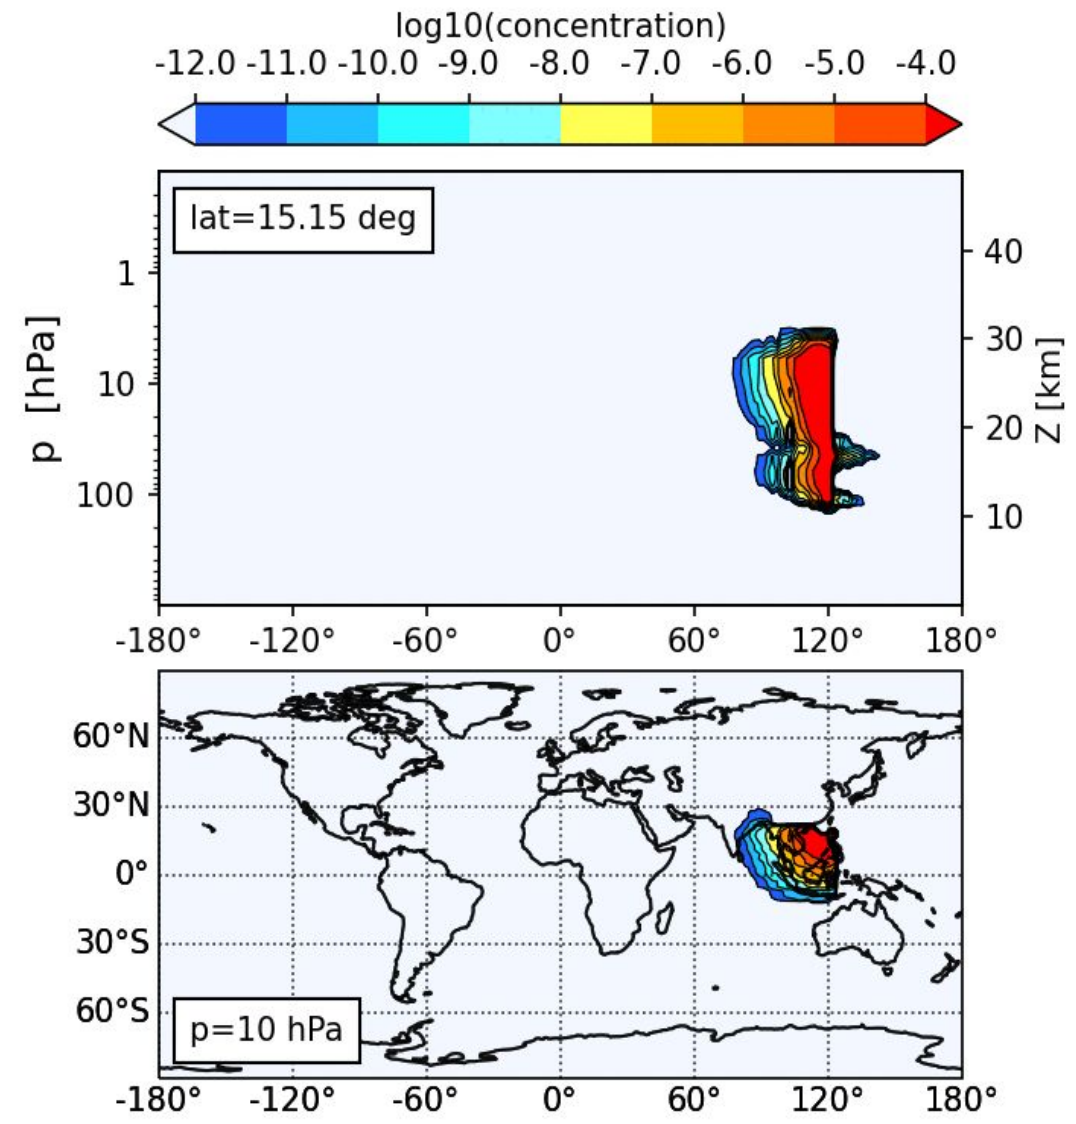 log10(concentration)
-12.0 -11.0 -10.0 -9.0 -8.0 -7.0 -6.0 -5.0 -4.0
lat=15.15 deg
p [hPa]
1
10
100
Z [km]
40
30
20
10
-180° -120° -60° 0° 60° 120° 180°
60°N
30°N
0°
30°S
60°S
p=10 hPa
-180° -120° -60° 0° 60° 120° 180°